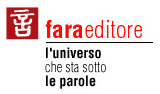 faraeditore
l'universo
che sta sotto
le parole